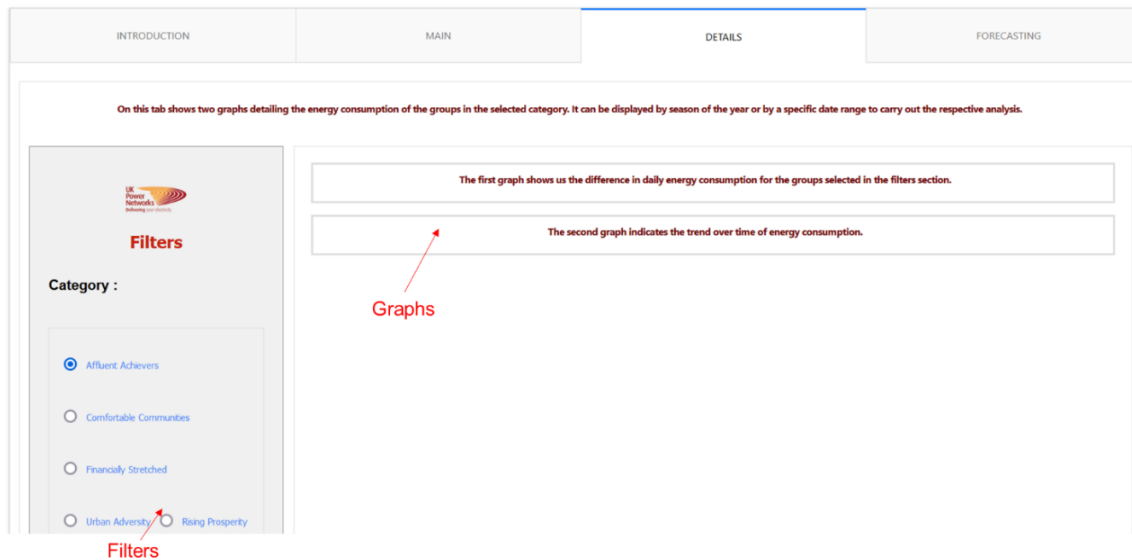 INTRODUCTION MAIN DETAILS FORECASTING
On this tab shows two graphs detailing the energy consumption of the groups in the selected category. It can be displayed by season of the year or by a specific date range to carry out the respective analysis.
UK
Power
Networks
Delivering your electricity
Filters
Category :
Affluent Achievers
Comfortable Communities
Financially Stretched
Urban Adversity Rising Prosperity
Filters
The first graph shows us the difference in daily energy consumption for the groups selected in the filters section.
The second graph indicates the trend over time of energy consumption.
Graphs